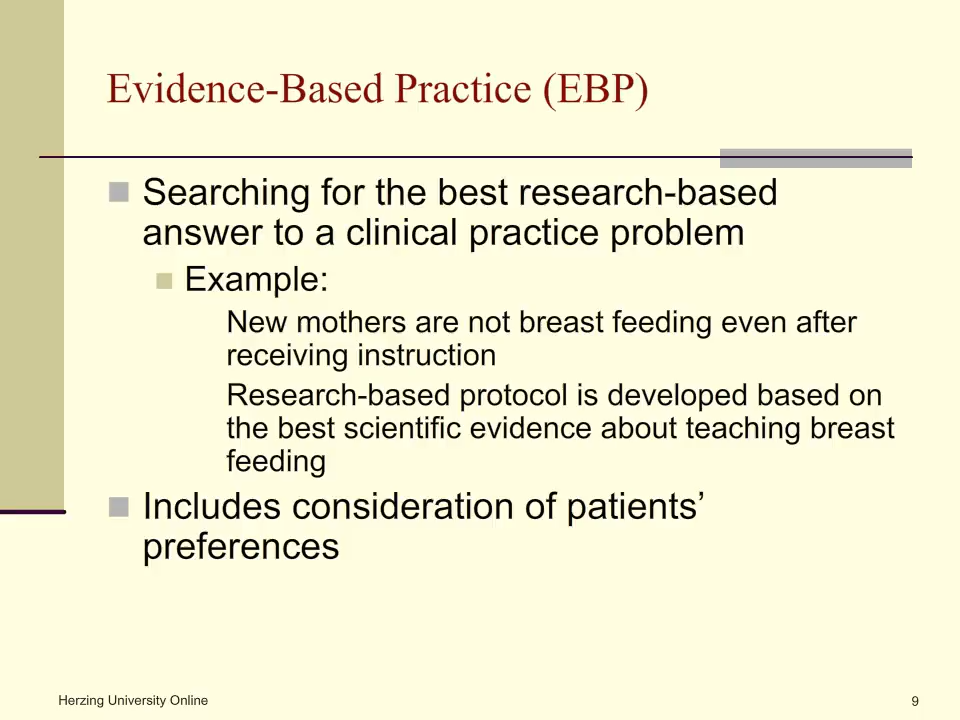 Evidence-Based Practice (EBP)
Searching for the best research-based
answer to a clinical practice problem
Example:
New mothers are not breast feeding even after
receiving instruction
Research-based protocol is developed based on
the best scientific evidence about teaching breast
feeding
Includes consideration of patients’
preferences
Herzing University Online
9